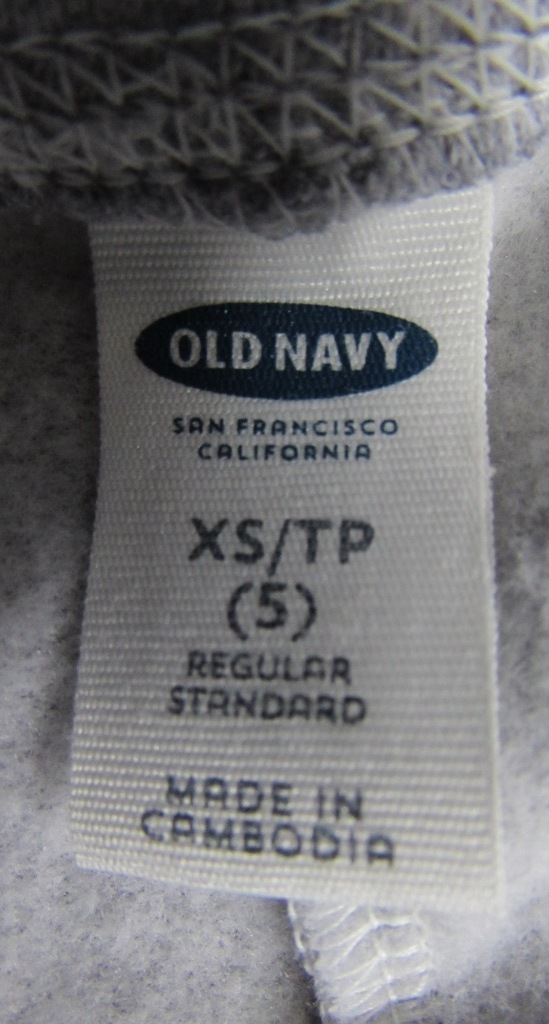 OLD NAVY
SAN FRANCISCO
CALIFORNIA
XS/TP
(5)
REGULAR
STANDARD
MADE IN
CAMBODIA